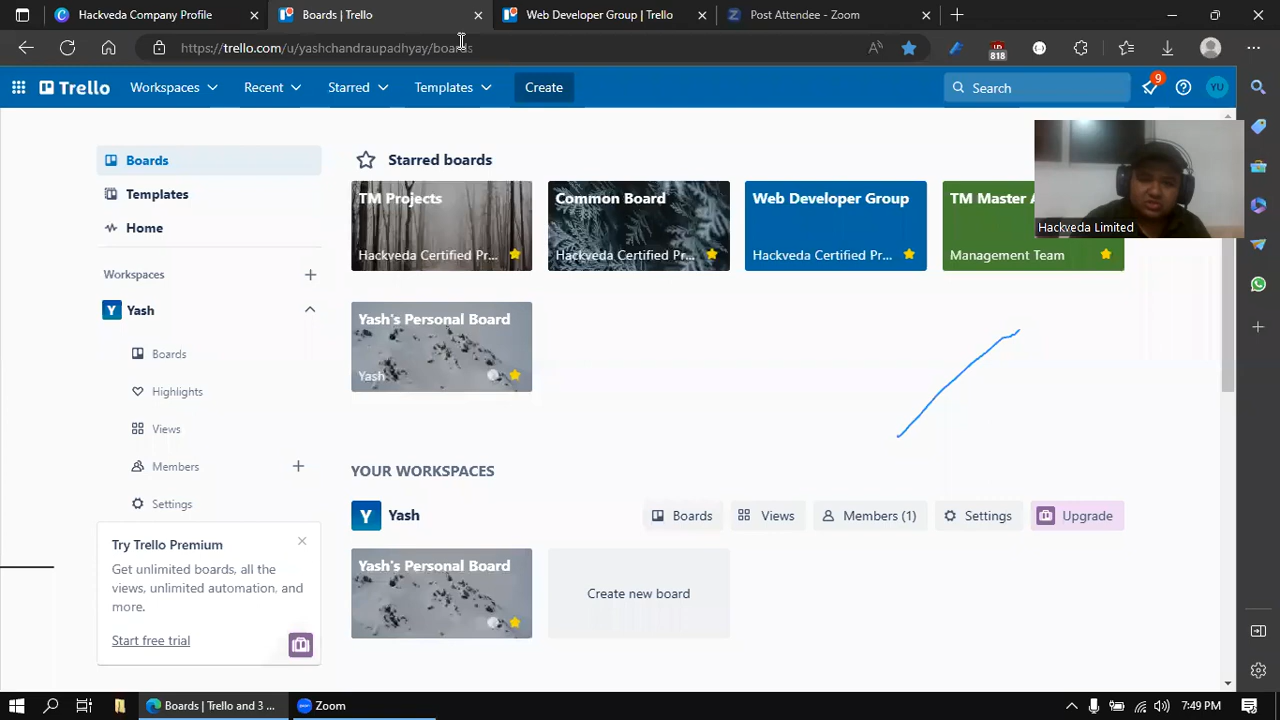 Hackveda Company Profile
Boards | Trello
Web Developer Group | Trello
Post Attendee - Zoom
https://trello.com/u/yashchandraupadhyay/boards
818
Trello
Workspaces
Recent
Starred
Templates
Create
Search
9
YU
Boards
Templates
Home
Workspaces
Y Yash
Boards
Highlights
Views
Members
Settings
Try Trello Premium
Get unlimited boards, all the
views, unlimited automation, and
more.
Start free trial
Starred boards
TM Projects
Hackveda Certified Pr...
Common Board
Hackveda Certified Pr...
Web Developer Group
Hackveda Certified Pr...
TM Master
Management Team
Hackveda Limited
Yash's Personal Board
Yash
YOUR WORKSPACES
Y Yash
Boards
Views
Members (1)
Settings
Upgrade
Yash's Personal Board
Create new board
Boards | Trello and 3 ...
Zoom
7:49 PM